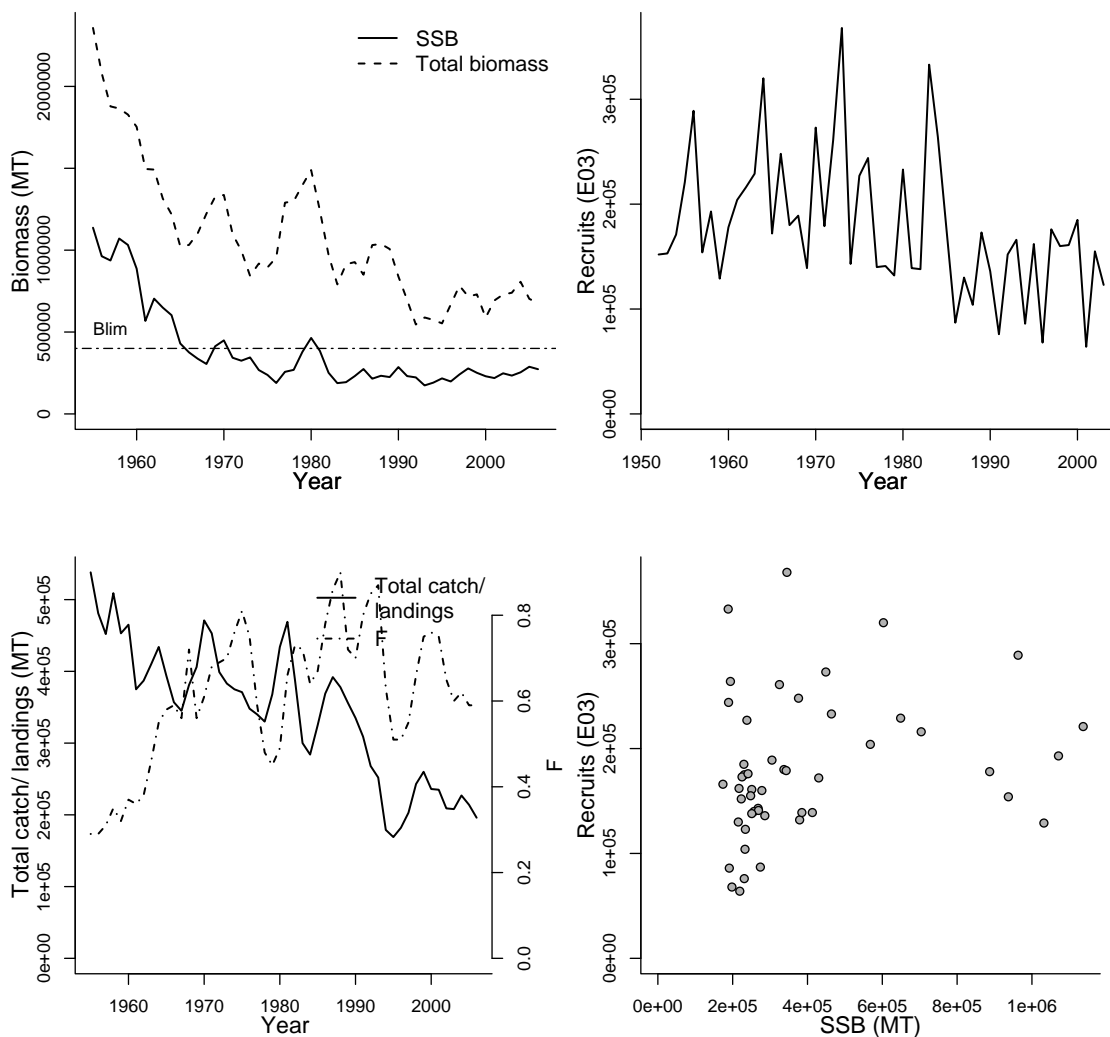 SSB
Total biomass
Blim
Biomass (MT)
0
500000
1000000
2000000
1960
1970
1980
1990
2000
Year
Recruits (E03)
0e+00
1e+05
2e+05
3e+05
1950
1960
1970
1980
1990
2000
Year
Total catch/
landings
F
Total catch/ landings (MT)
0e+00
1e+05
2e+05
3e+05
4e+05
5e+05
F
0.0
0.2
0.4
0.6
0.8
1960
1970
1980
1990
2000
Year
Recruits (E03)
0e+00
1e+05
2e+05
3e+05
0e+00
2e+05
4e+05
6e+05
8e+05
1e+06
SSB (MT)